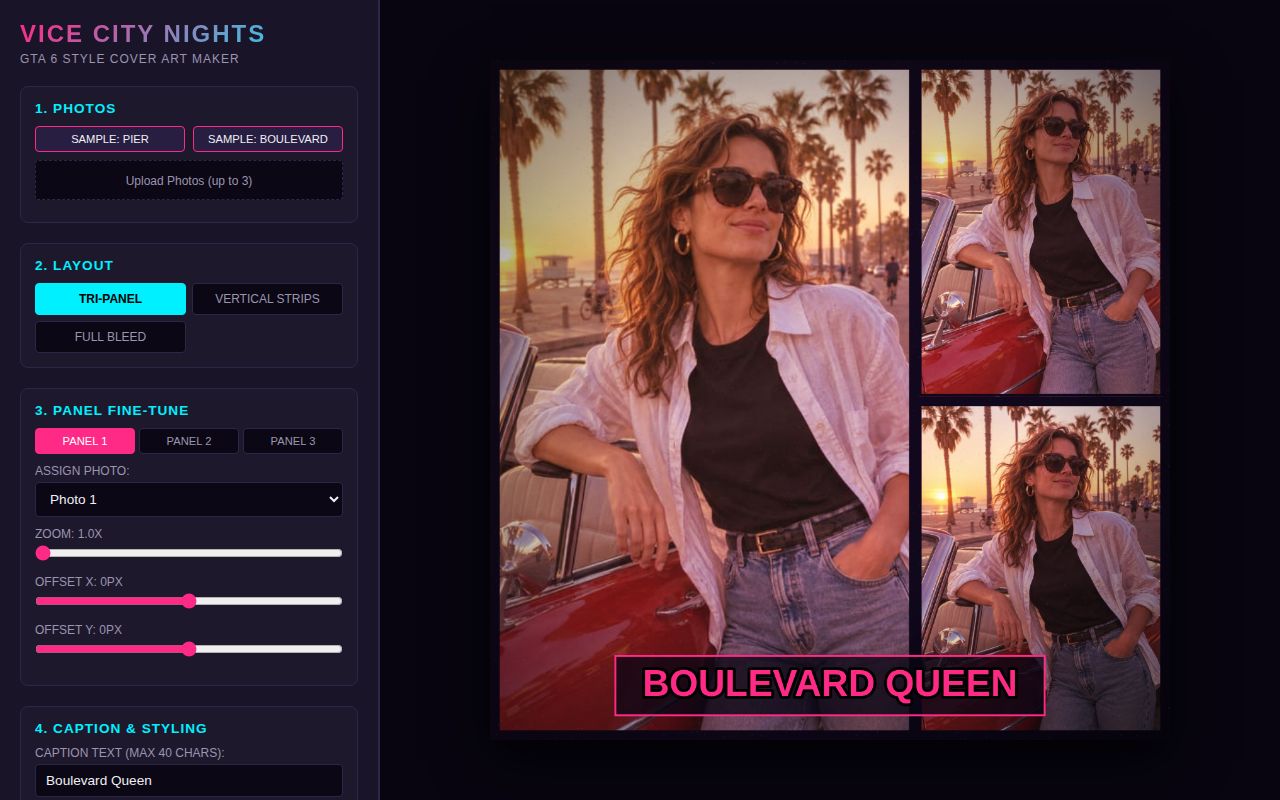 VICE CITY NIGHTS
GTA 6 STYLE COVER ART MAKER
1. PHOTOS
SAMPLE: PIER
SAMPLE: BOULEVARD
Upload Photos (up to 3)
2. LAYOUT
TRI-PANEL
VERTICAL STRIPS
FULL BLEED
3. PANEL FINE-TUNE
PANEL 1
PANEL 2
PANEL 3
ASSIGN PHOTO:
Photo 1
ZOOM: 1.0X
OFFSET X: 0PX
OFFSET Y: 0PX
4. CAPTION & STYLING
CAPTION TEXT (MAX 40 CHARS):
Boulevard Queen
BOULEVARD QUEEN